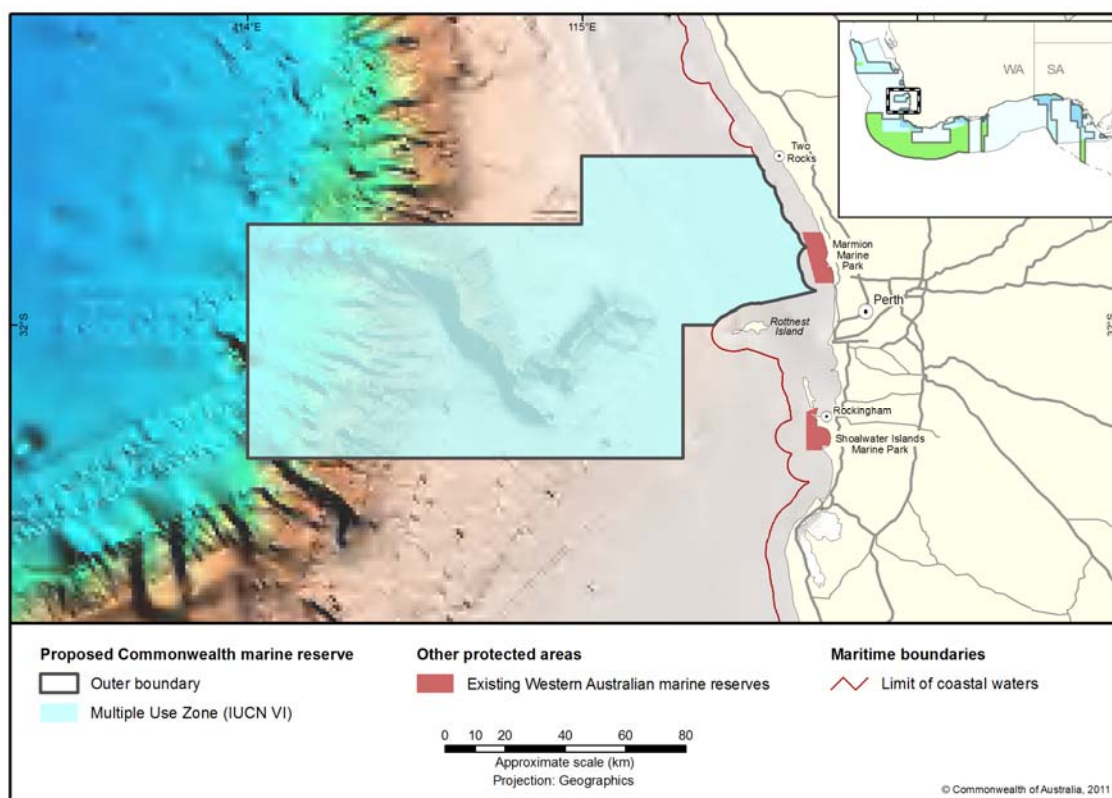 114°E
115°E
WA
SA
Two
Rocks
Marmion
Marine
Park
Perth
32°S
32°S
Rottnest
Island
Rockingham
Shoalwater Islands
Marine Park
Proposed Commonwealth marine reserve
Outer boundary
Multiple Use Zone (IUCN VI)
Other protected areas
Existing Western Australian marine reserves
Maritime boundaries
Limit of coastal waters
0 10 20 40 60 80
Approximate scale (km)
Projection: Geographics
© Commonwealth of Australia, 2011